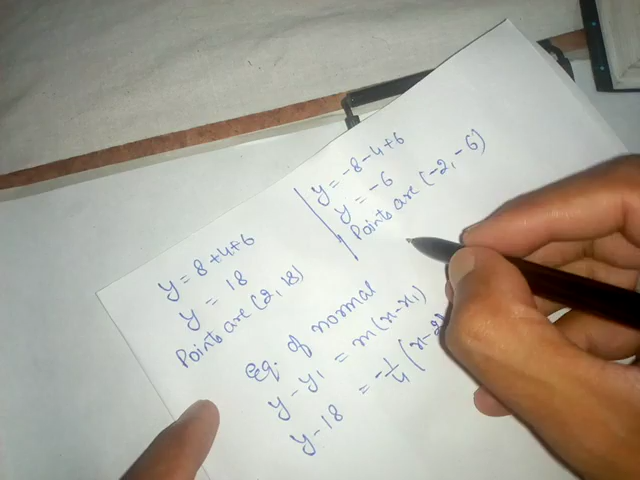 y = 8+4+6
y = 18
Points are (2, 18)
y = -8-4+6
y = -6
Points are (-2, -6)
Eq. of normal
y-y₁ = m(x-x₁)
y-18 = -1/4 (x-2)